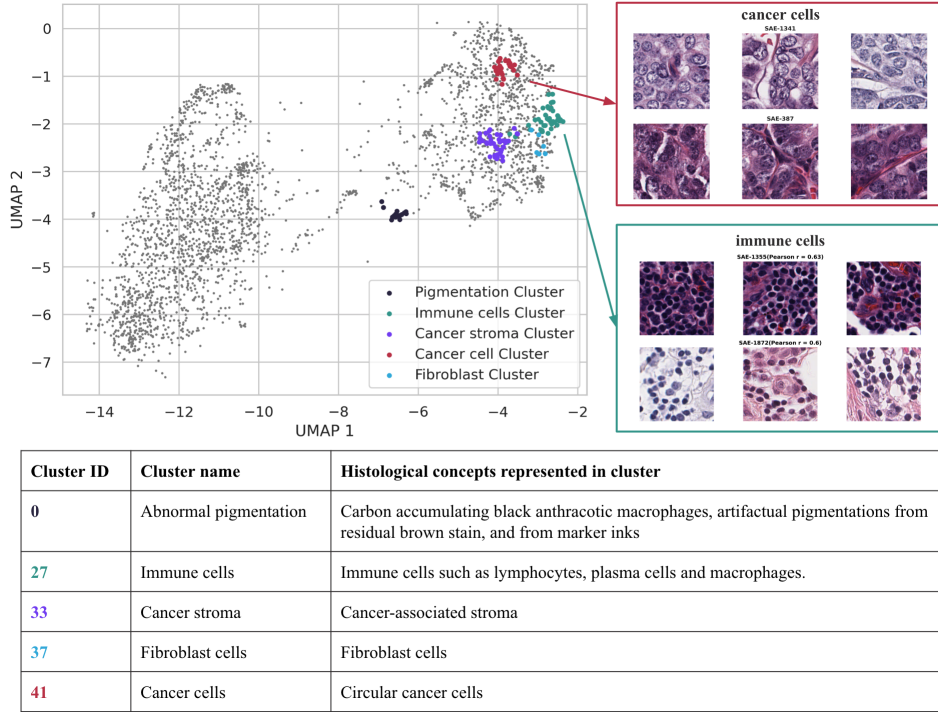 0
−1
−2
−3
−4
−5
−6
−7
UMAP 2
−14
−12
−10
−8
−6
−4
−2
UMAP 1
Pigmentation Cluster
Immune cells Cluster
Cancer stroma Cluster
Cancer cell Cluster
Fibroblast Cluster
cancer cells
SAE-1341
SAE-387
immune cells
SAE-1355(Pearson r = 0.63)
SAE-1872(Pearson r = 0.6)
Cluster ID Cluster name Histological concepts represented in cluster
0 Abnormal pigmentation Carbon accumulating black anthracotic macrophages, artifactual pigmentations from
residual brown stain, and from marker inks
27 Immune cells Immune cells such as lymphocytes, plasma cells and macrophages.
33 Cancer stroma Cancer-associated stroma
37 Fibroblast cells Fibroblast cells
41 Cancer cells Circular cancer cells